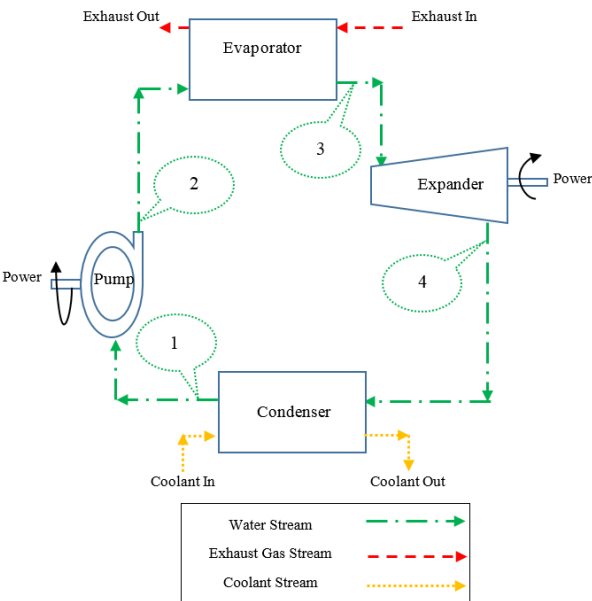 Exhaust Out
Exhaust In
Evaporator
3
2
Expander
Power
Power
Pump
4
1
Condenser
Coolant In
Coolant Out
Water Stream
Exhaust Gas Stream
Coolant Stream